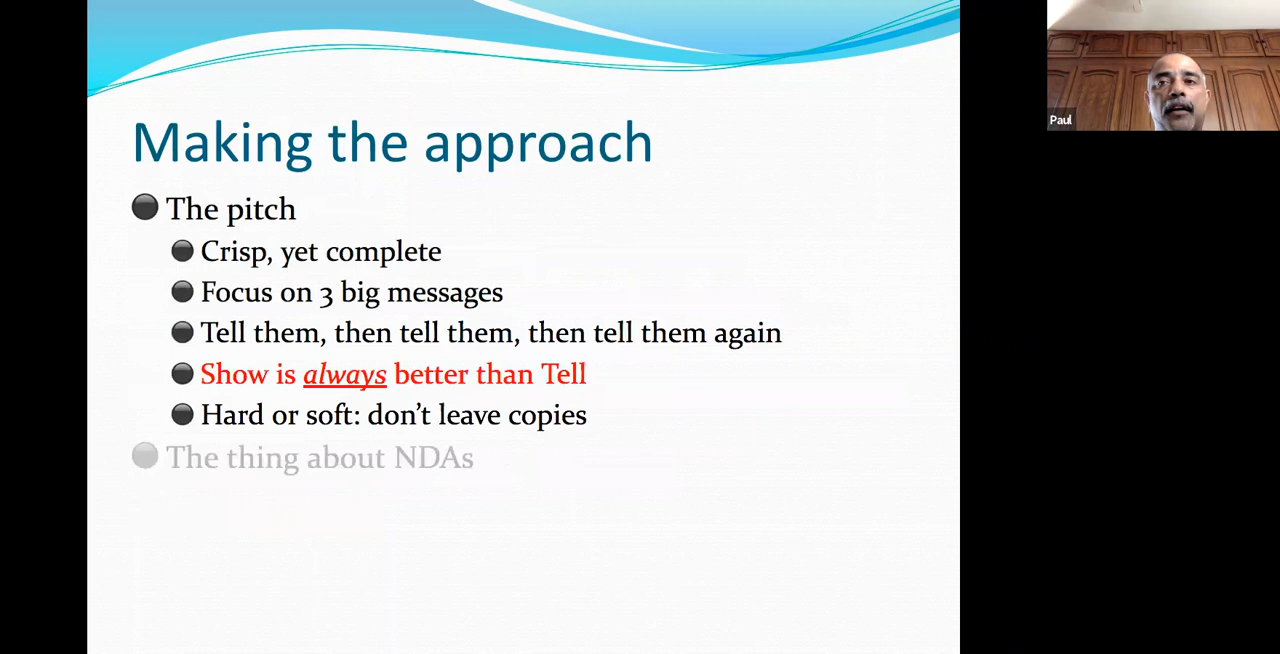 Making the approach
The pitch
Crisp, yet complete
Focus on 3 big messages
Tell them, then tell them, then tell them again
Show is always better than Tell
Hard or soft: don’t leave copies
The thing about NDAs
Paul